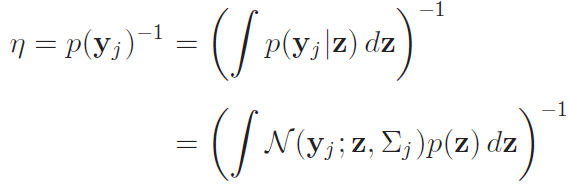 η = p(𝐲_j)^{-1} = (∫ p(𝐲_j|𝐳) d𝐳)^{-1}
= (∫ 𝒩(𝐲_j; 𝐳, Σ_j)p(𝐳) d𝐳)^{-1}